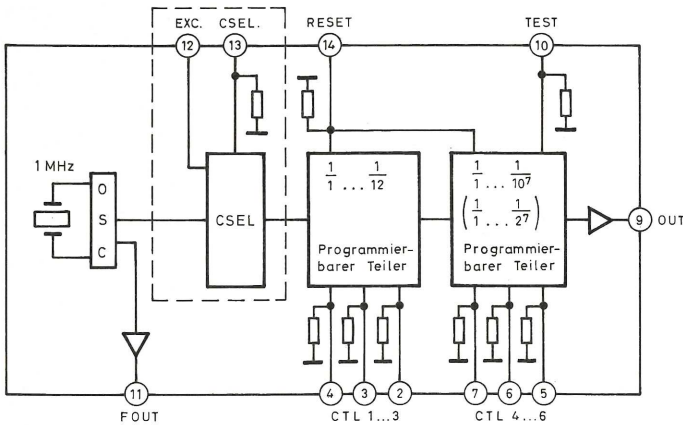 EXC. CSEL. RESET TEST
12 13 14 10
1 MHz
O
S
C
CSEL
1/1 ... 1/12
Programmier-
barer Teiler
1/1 ... 1/10⁷
(1/1 ... 1/2⁷)
Programmier-
barer Teiler
9 OUT
11 4 3 2 7 6 5
FOUT CTL 1...3 CTL 4...6